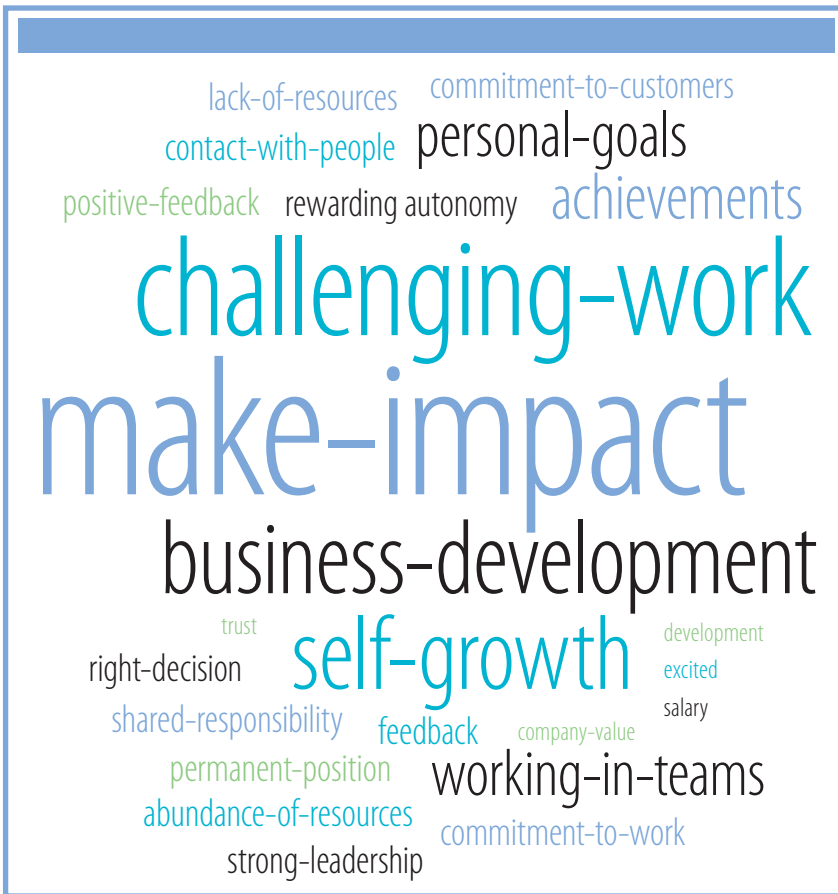 lack-of-resources commitment-to-customers
contact-with-people personal-goals
positive-feedback rewarding autonomy achievements
challenging-work
make-impact
business-development
trust self-growth development
right-decision excited
salary
shared-responsibility feedback company-value
permanent-position working-in-teams
abundance-of-resources commitment-to-work
strong-leadership